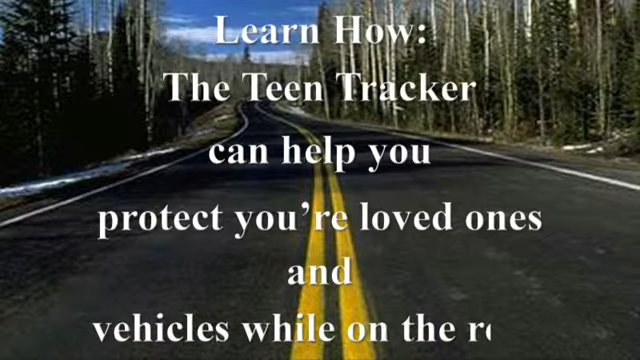 Learn How:
The Teen Tracker
can help you
protect you're loved ones
and
vehicles while on the